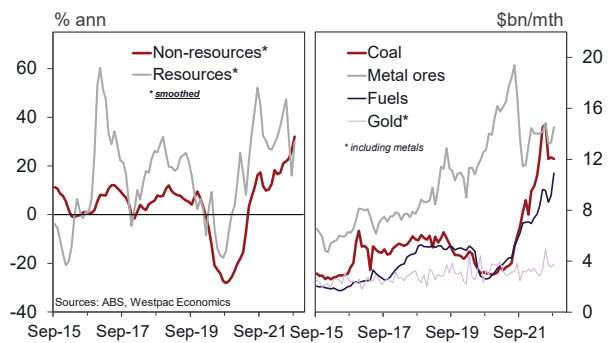 % ann
$bn/mth
60
40
20
0
-20
-40
Non-resources*
Resources*
* smoothed
Sources: ABS, Westpac Economics
Sep-15 Sep-17 Sep-19 Sep-21
Coal
Metal ores
Fuels
Gold*
* including metals
20
16
12
8
4
0
Sep-15 Sep-17 Sep-19 Sep-21